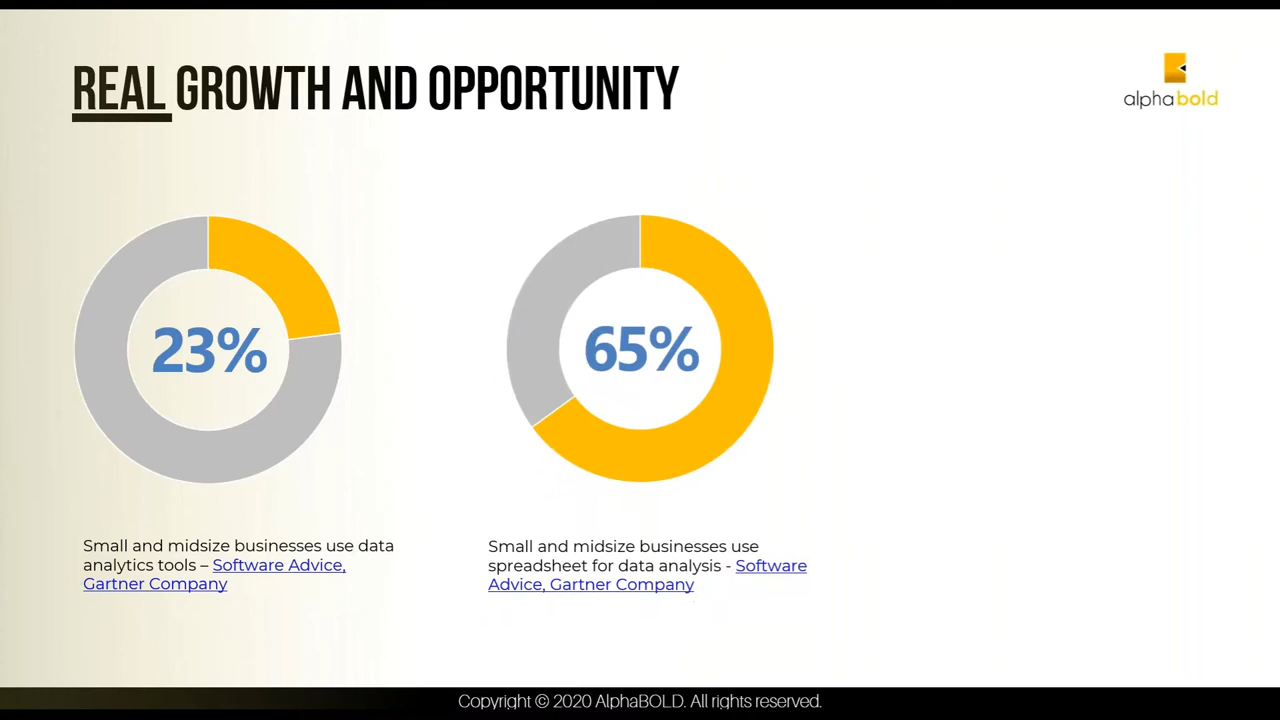 REAL GROWTH AND OPPORTUNITY
alphabold
23%
65%
Small and midsize businesses use data
analytics tools – Software Advice,
Gartner Company
Small and midsize businesses use
spreadsheet for data analysis - Software
Advice, Gartner Company
Copyright © 2020 AlphaBOLD. All rights reserved.